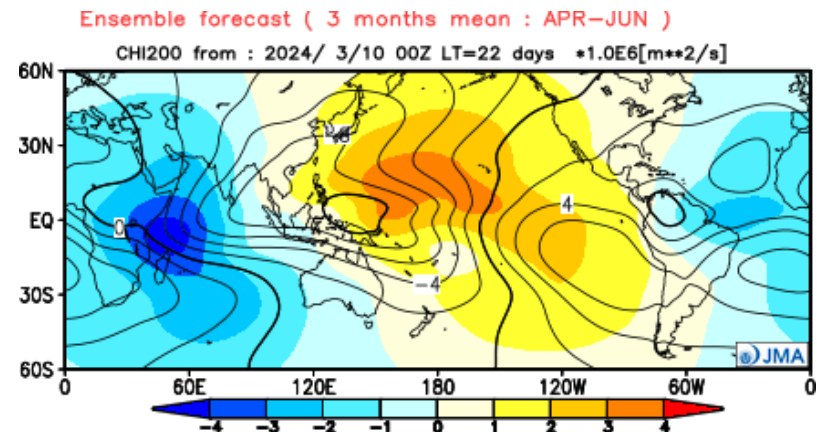 Ensemble forecast ( 3 months mean : APR-JUN )
CHI200 from : 2024/ 3/10 00Z LT=22 days *1.0E6[m**2/s]
60N
30N
EQ
30S
60S
0
4
-4
JMA
0 60E 120E 180 120W 60W 0
-4 -3 -2 -1 0 1 2 3 4